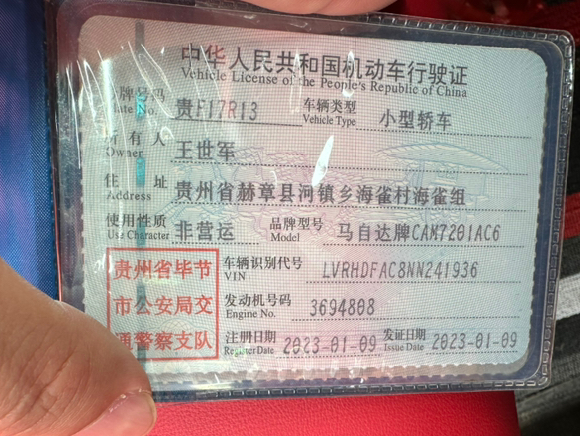 中华人民共和国机动车行驶证
Vehicle License of the People's Republic of China
号牌号码 贵F17R13 车辆类型 小型轿车
Plate No. Vehicle Type
所有人 王世军
Owner
住址 贵州省赫章县河镇乡海雀村海雀组
Address
使用性质 非营运 品牌型号 马自达牌CAM7201AC6
Use Character Model
贵州省毕节 车辆识别代号 LVRHDFAC8NN241936
VIN
市公安局交 发动机号码 3694808
Engine No.
通警察支队 注册日期 2023-01-09 发证日期 2023-01-09
Register Date Issue Date